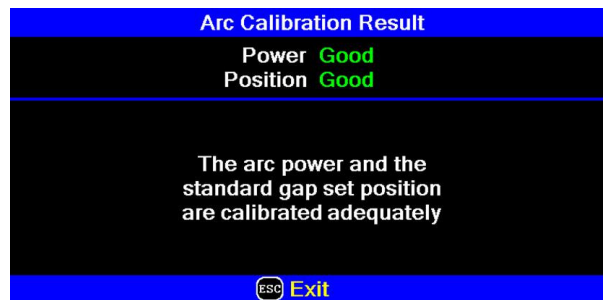 Arc Calibration Result
Power Good
Position Good
The arc power and the
standard gap set position
are calibrated adequately
ESC Exit